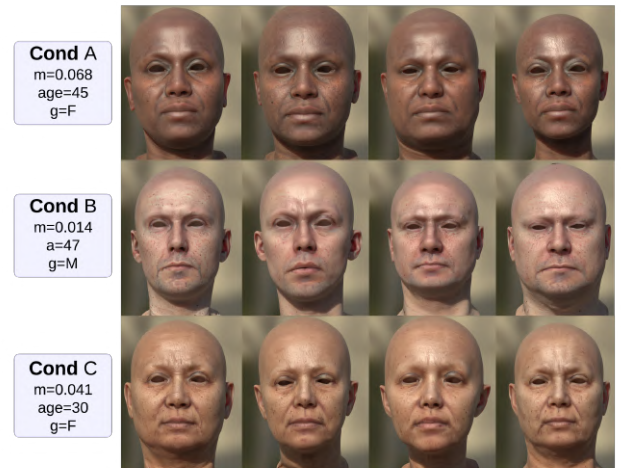 Cond A
m=0.068
age=45
g=F
Cond B
m=0.014
a=47
g=M
Cond C
m=0.041
age=30
g=F